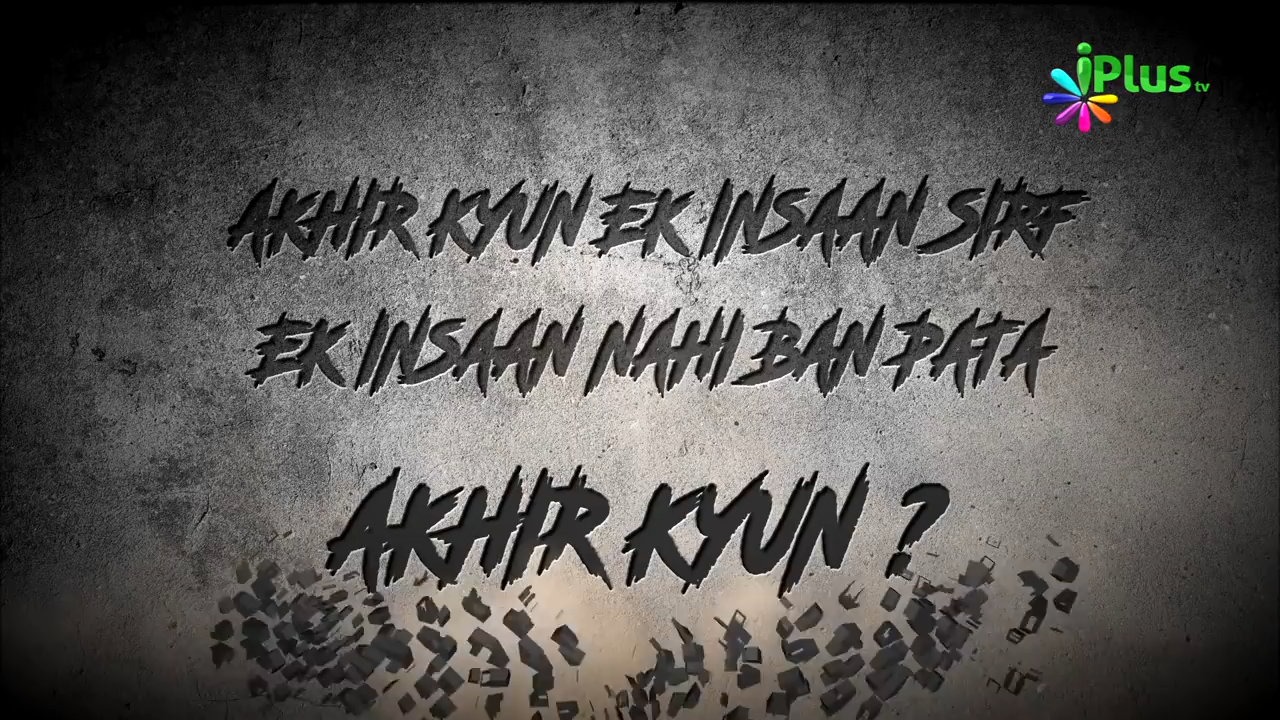 iPlus tv
AKHIR KYUN EK INSAAN SIRF
EK INSAAN NAHI BAN PATA
AKHIR KYUN ?